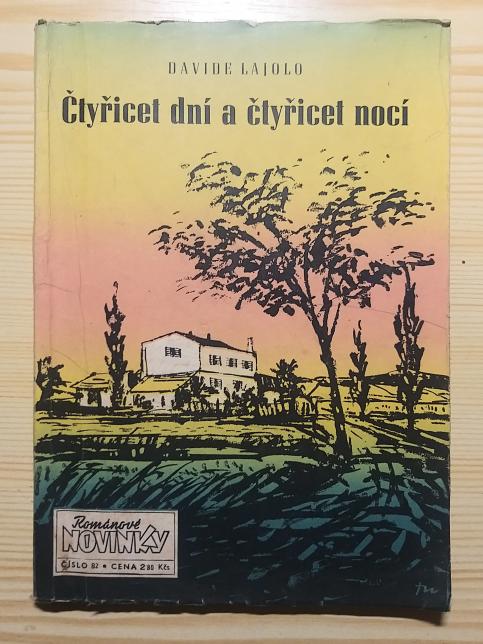 DAVIDE LAJOLO
Čtyřicet dní a čtyřicet nocí
Románové
NOVINKY
ČÍSLO 82 • CENA 2 80 Kčs